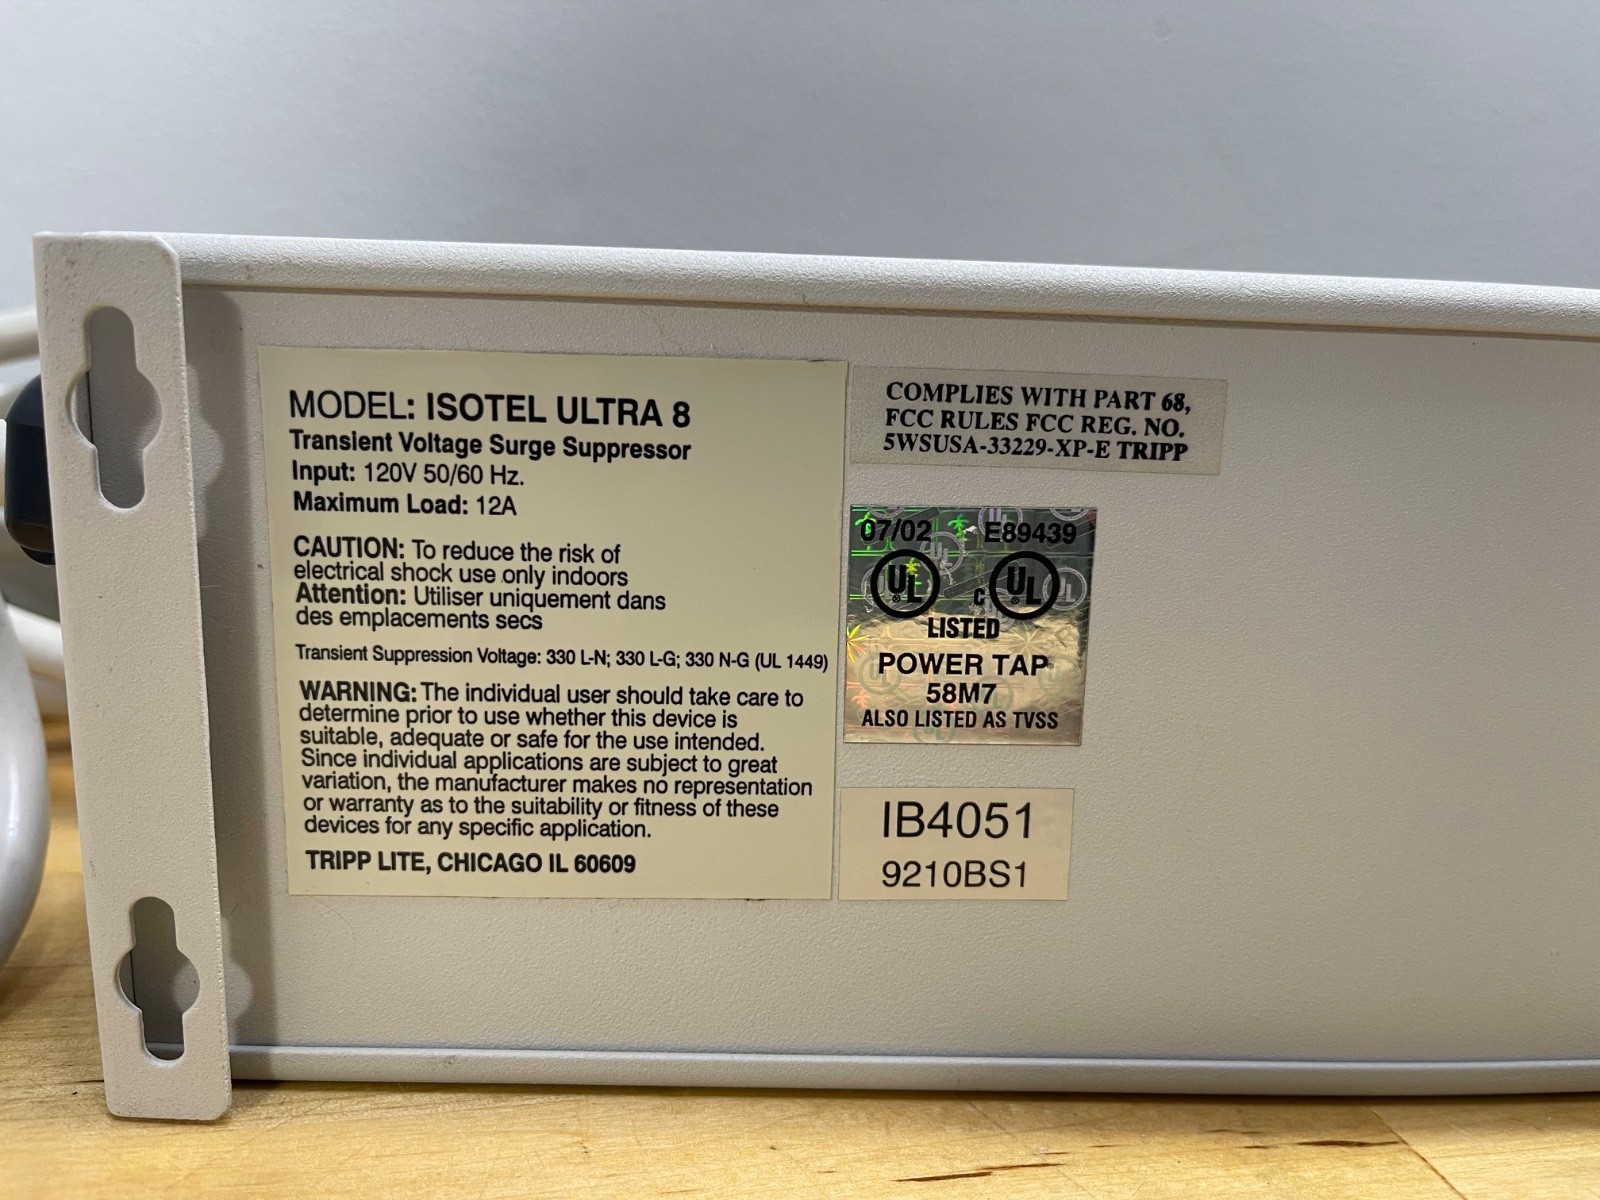 MODEL: ISOTEL ULTRA 8
Transient Voltage Surge Suppressor
Input: 120V 50/60 Hz.
Maximum Load: 12A
CAUTION: To reduce the risk of
electrical shock use only indoors
Attention: Utiliser uniquement dans
des emplacements secs
Transient Suppression Voltage: 330 L-N; 330 L-G; 330 N-G (UL 1449)
WARNING: The individual user should take care to
determine prior to use whether this device is
suitable, adequate or safe for the use intended.
Since individual applications are subject to great
variation, the manufacturer makes no representation
or warranty as to the suitability or fitness of these
devices for any specific application.
TRIPP LITE, CHICAGO IL 60609
COMPLIES WITH PART 68,
FCC RULES FCC REG. NO.
5WSUSA-33229-XP-E TRIPP
07/02 E89439
UL® C UL®
LISTED
POWER TAP
58M7
ALSO LISTED AS TVSS
IB4051
9210BS1